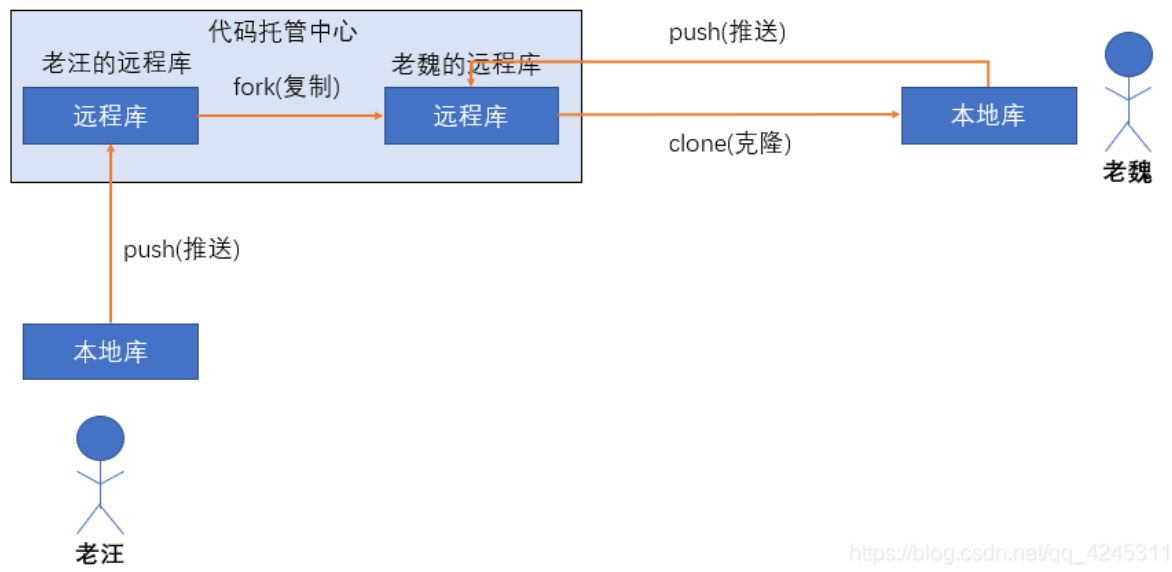 代码托管中心
老汪的远程库
老魏的远程库
push(推送)
fork(复制)
远程库
远程库
本地库
clone(克隆)
老魏
push(推送)
本地库
老汪
https://blog.csdn.net/qq_4245311